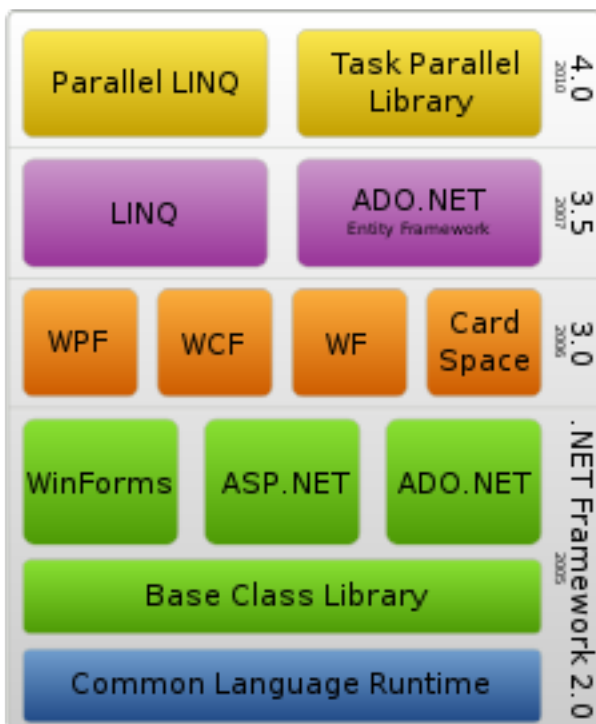 Parallel LINQ
Task Parallel
Library
4.0
2010
LINQ
ADO.NET
Entity Framework
3.5
2007
WPF
WCF
WF
Card
Space
3.0
2006
WinForms
ASP.NET
ADO.NET
Base Class Library
Common Language Runtime
.NET Framework 2.0
2005